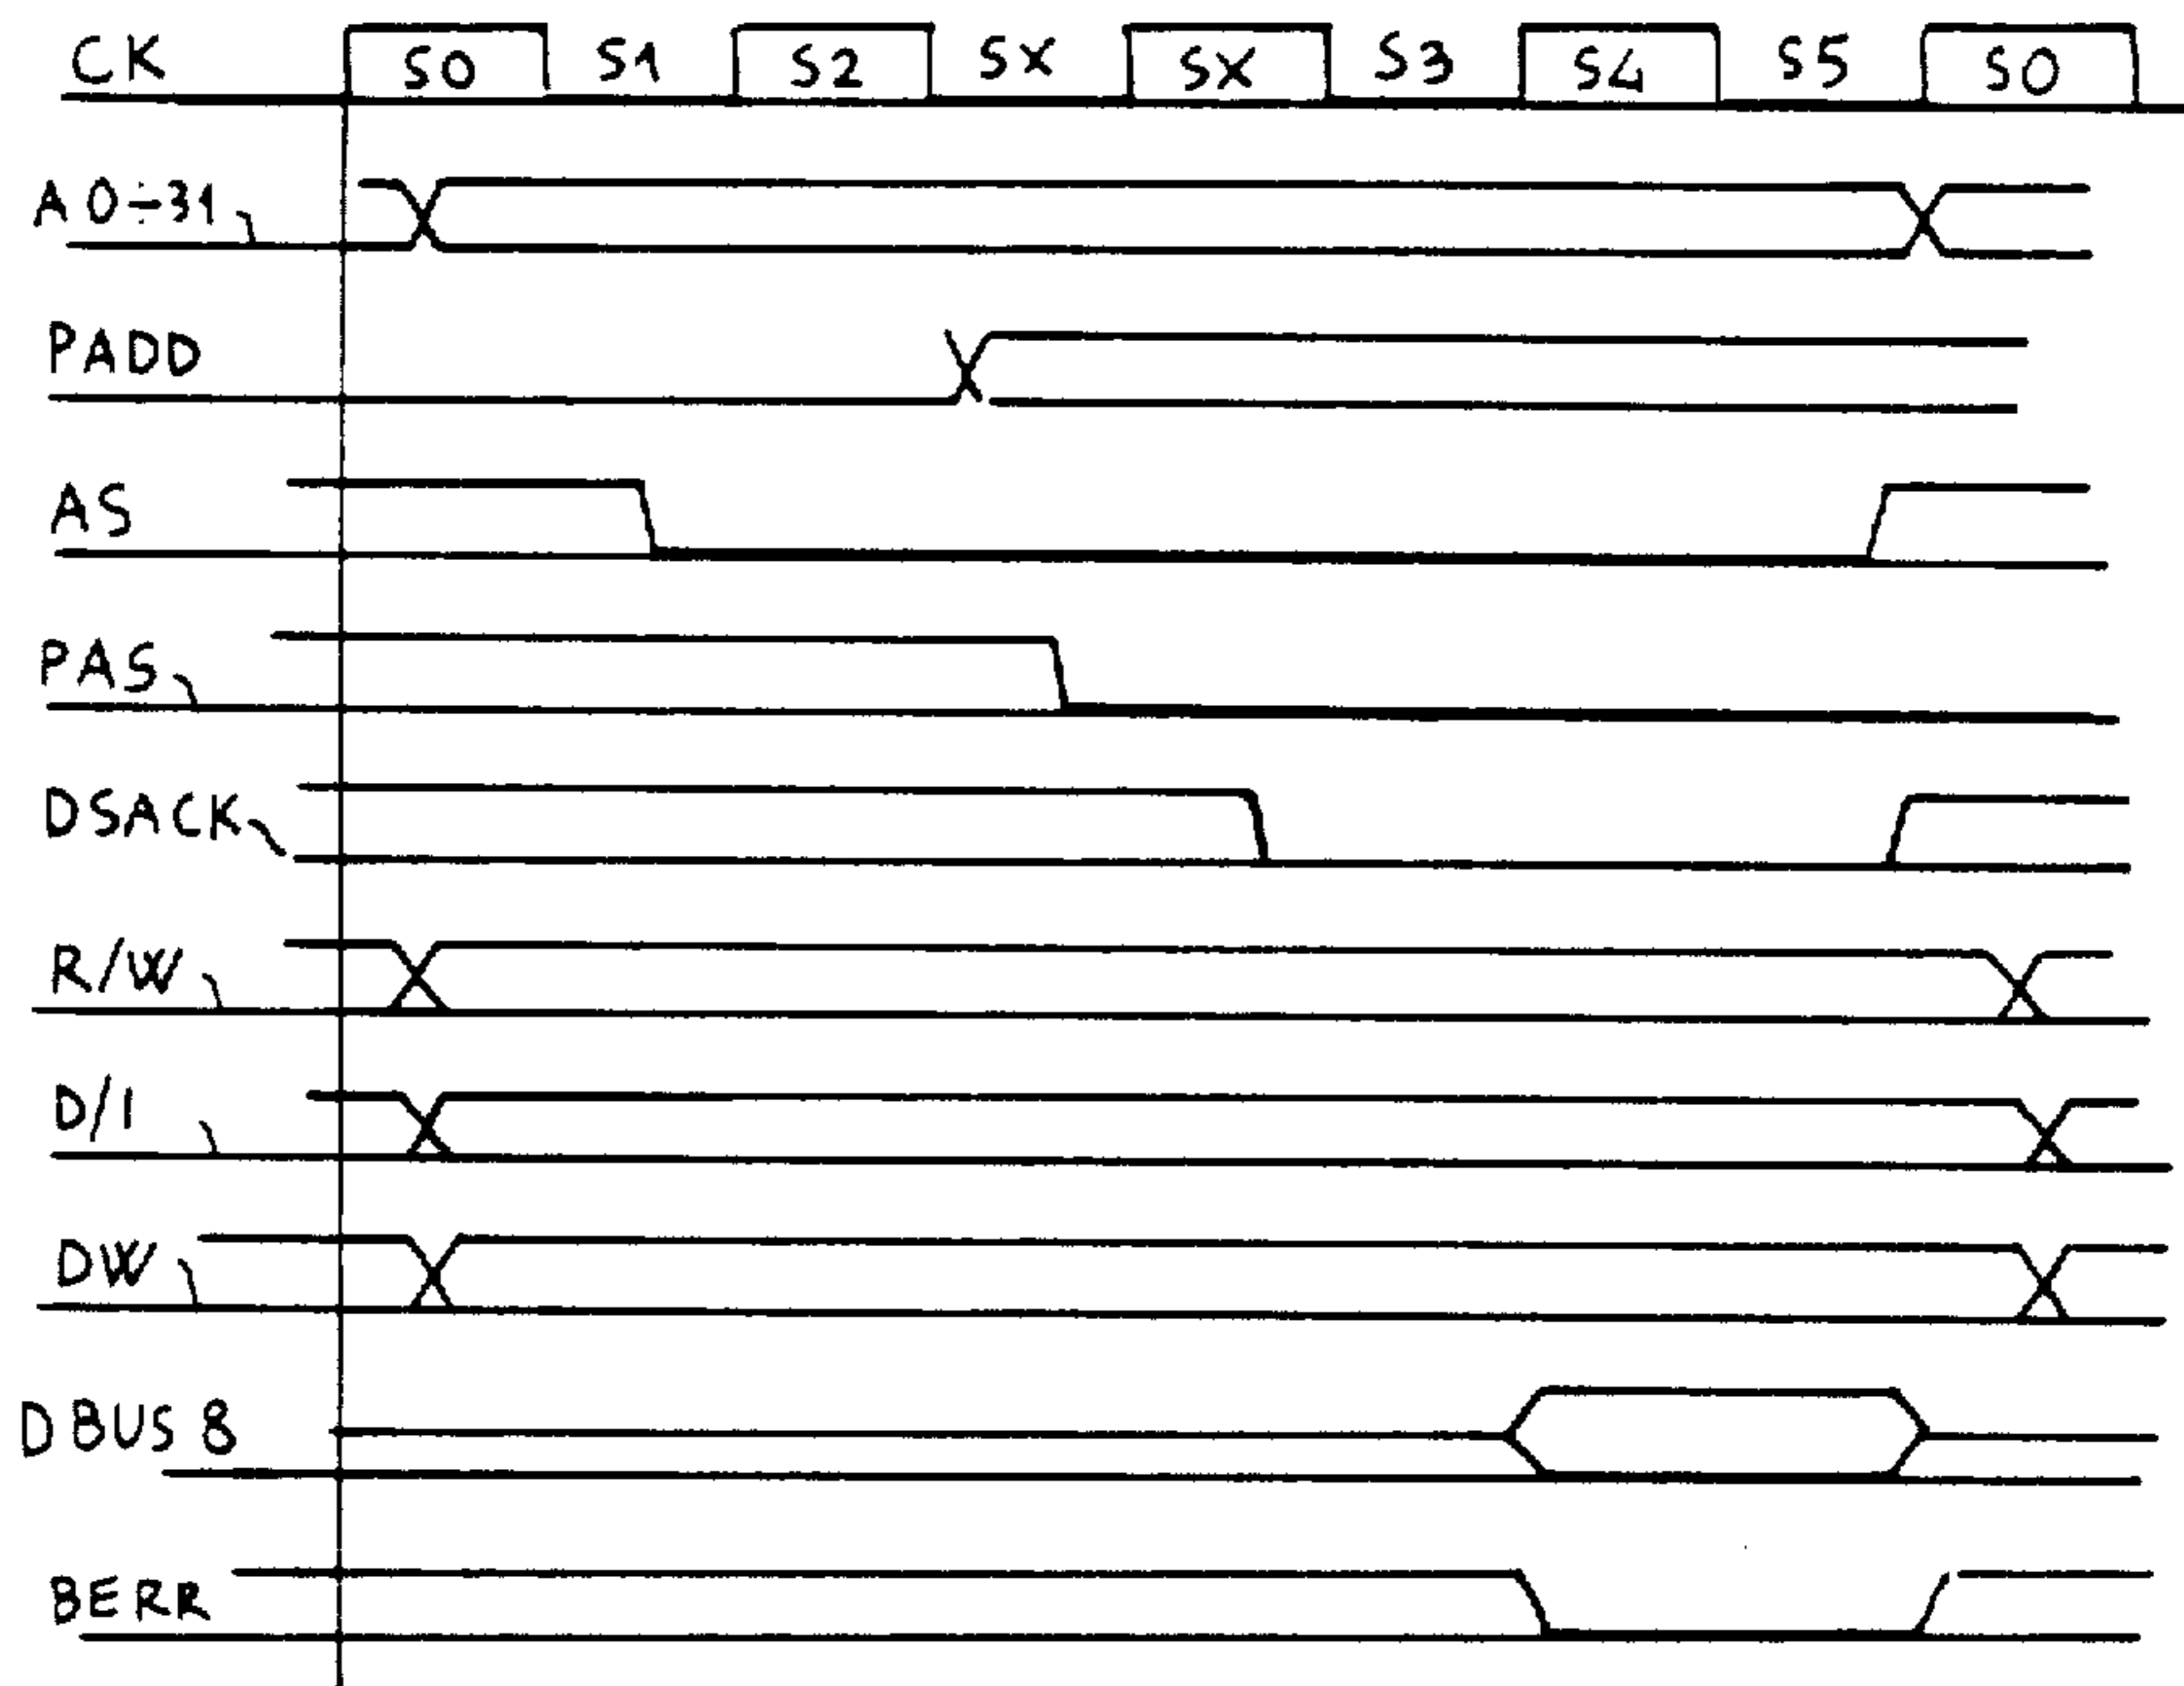 CK S0 S1 S2 SX SX S3 S4 S5 S0
A0÷31
PADD
AS
PAS
DSACK
R/W
D/I
DW
DBUS 8
BERR